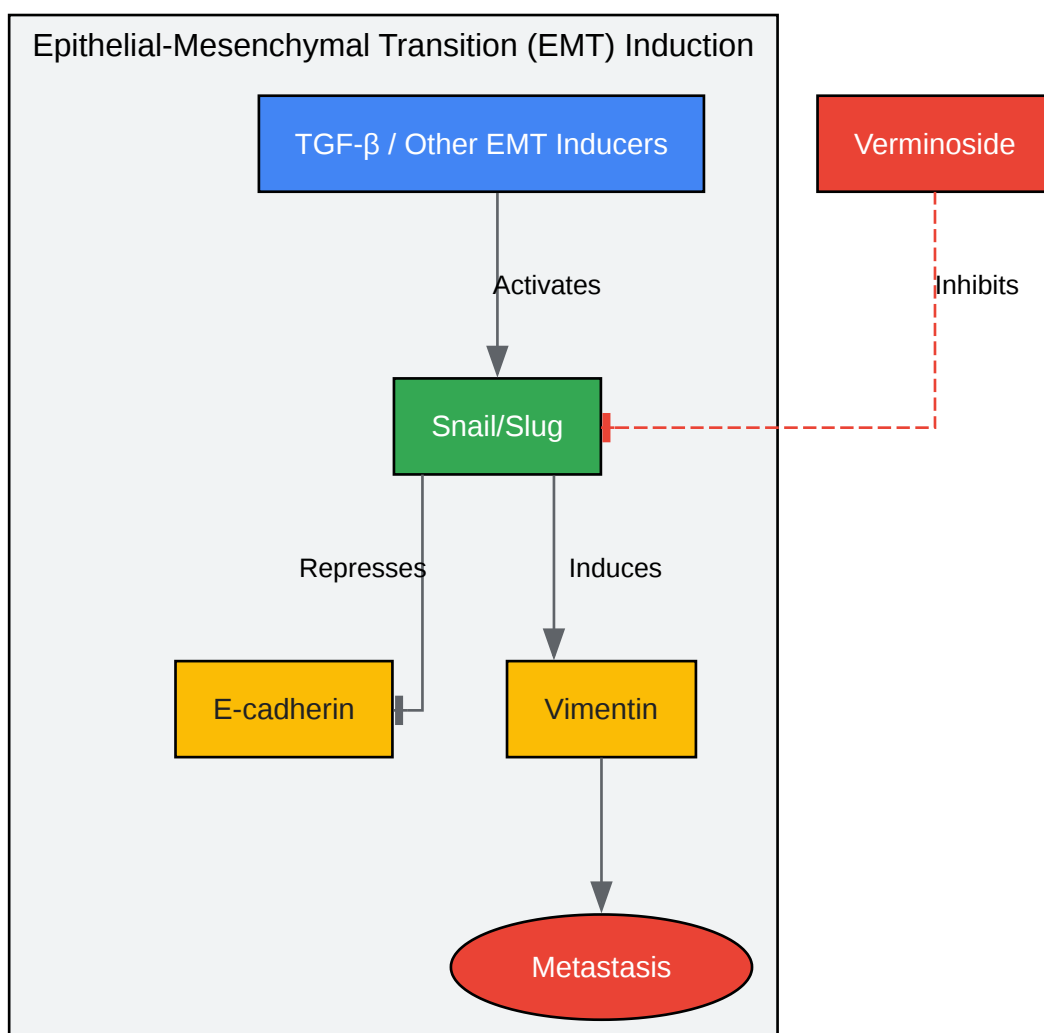 Epithelial-Mesenchymal Transition (EMT) Induction
TGF-β / Other EMT Inducers
Verminoside
Activates
Inhibits
Snail/Slug
Represses
Induces
E-cadherin
Vimentin
Metastasis